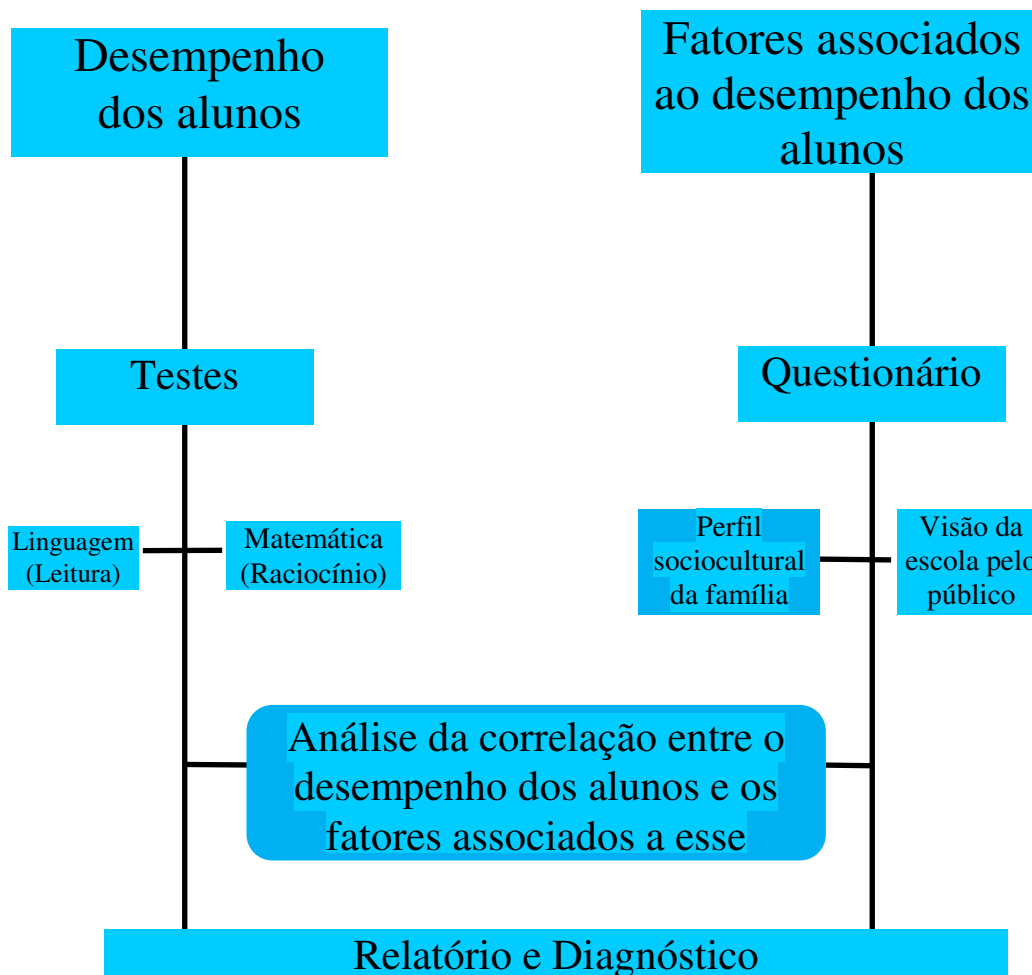 Desempenho
dos alunos
Fatores associados
ao desempenho dos
alunos
Testes
Questionário
Linguagem
(Leitura)
Matemática
(Raciocínio)
Perfil
sociocultural
da família
Visão da
escola pelo
público
Análise da correlação entre o
desempenho dos alunos e os
fatores associados a esse
Relatório e Diagnóstico